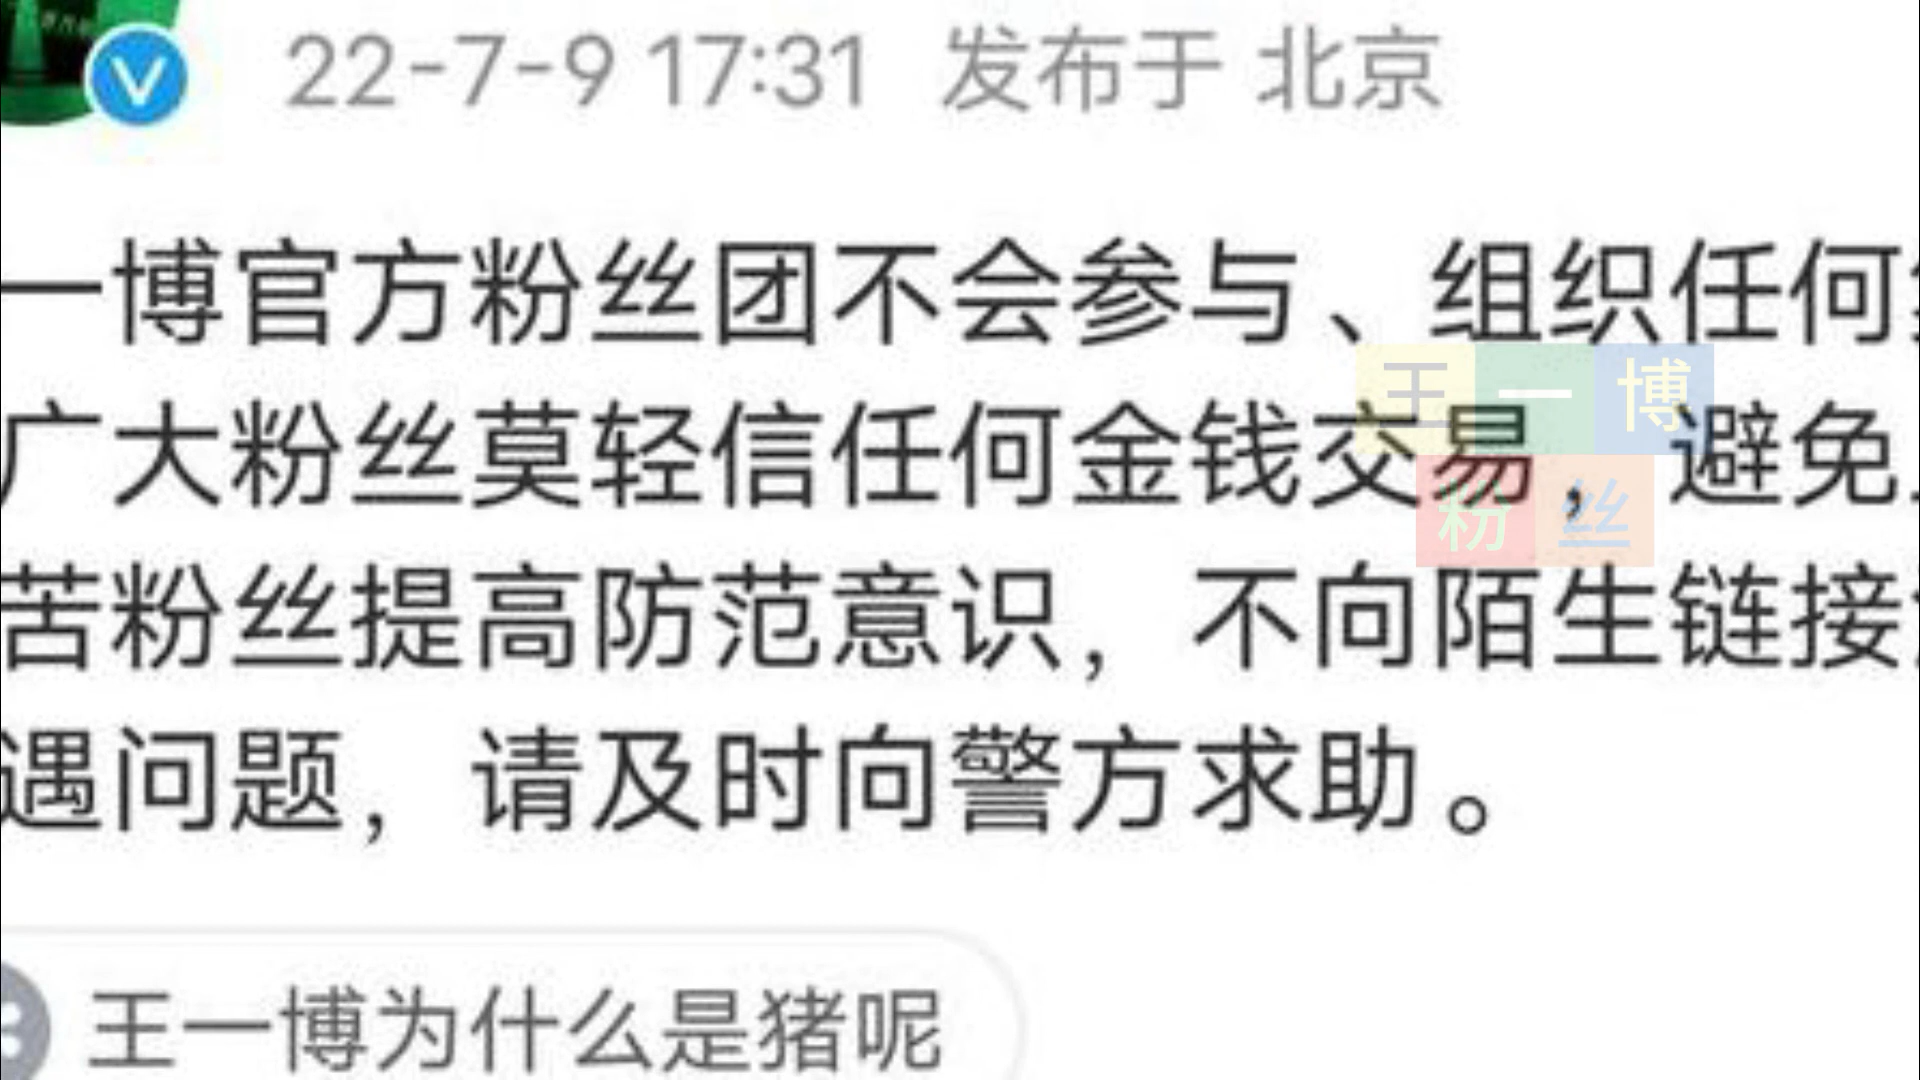 22-7-9 17:31 发布于 北京
一博官方粉丝团不会参与、组织任何
广大粉丝莫轻信任何金钱交易，避免
苦粉丝提高防范意识，不向陌生链接
遇问题，请及时向警方求助。
王一博
粉丝
王一博为什么是猪呢